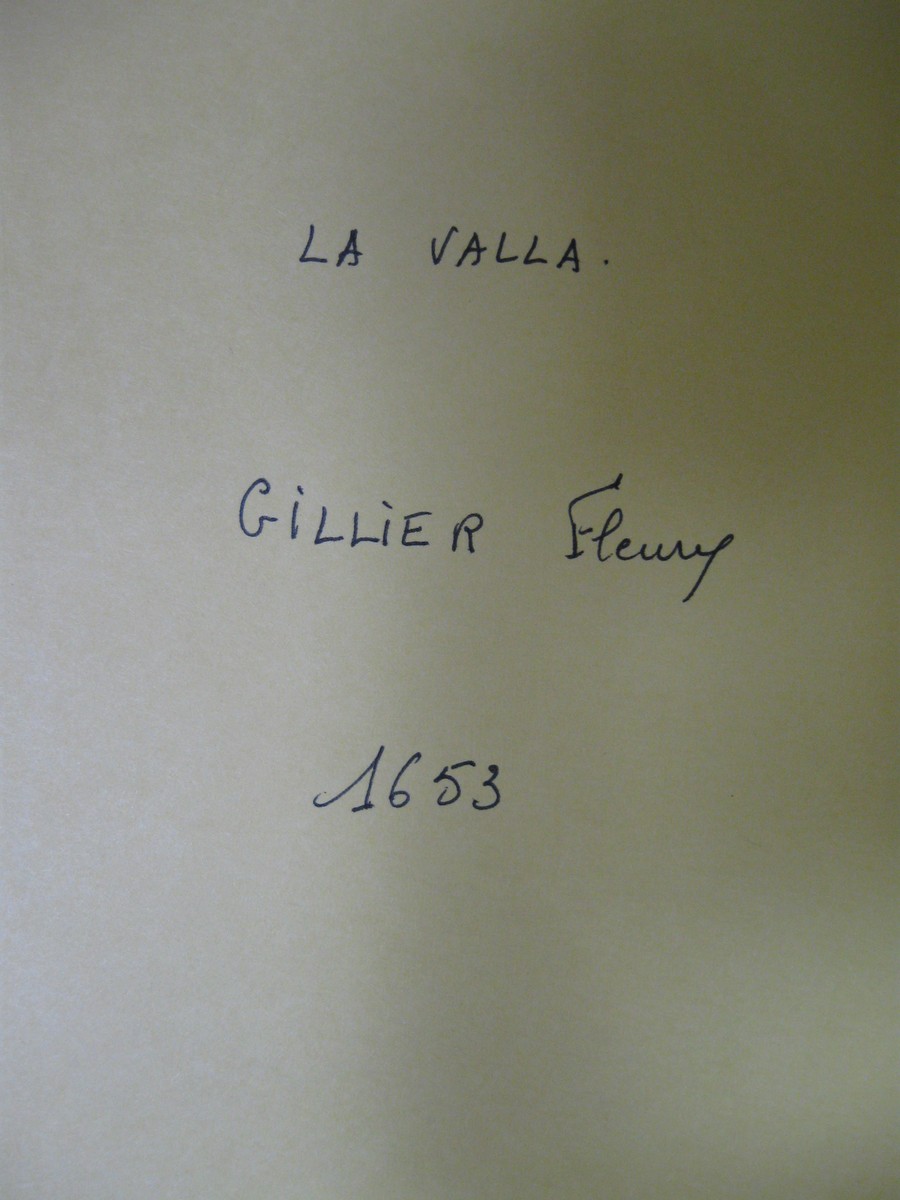 LA VALLA.
GiLLiER Fleury
1653